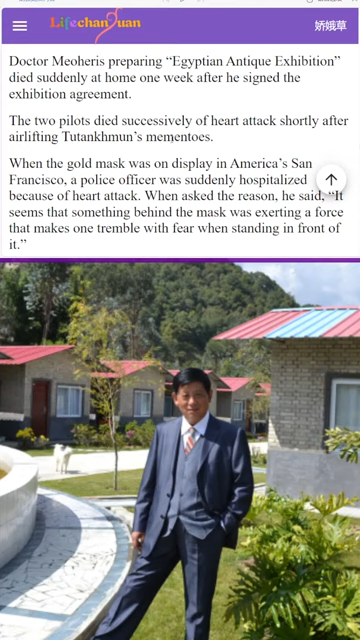 Lifechanyuan
娇娥草
Doctor Meoheris preparing “Egyptian Antique Exhibition”
died suddenly at home one week after he signed the
exhibition agreement.
The two pilots died successively of heart attack shortly after
airlifting Tutankhmun’s mementoes.
When the gold mask was on display in America’s San
Francisco, a police officer was suddenly hospitalized
because of heart attack. When asked the reason, he said, “It
seems that something behind the mask was exerting a force
that makes one tremble with fear when standing in front of
it.”